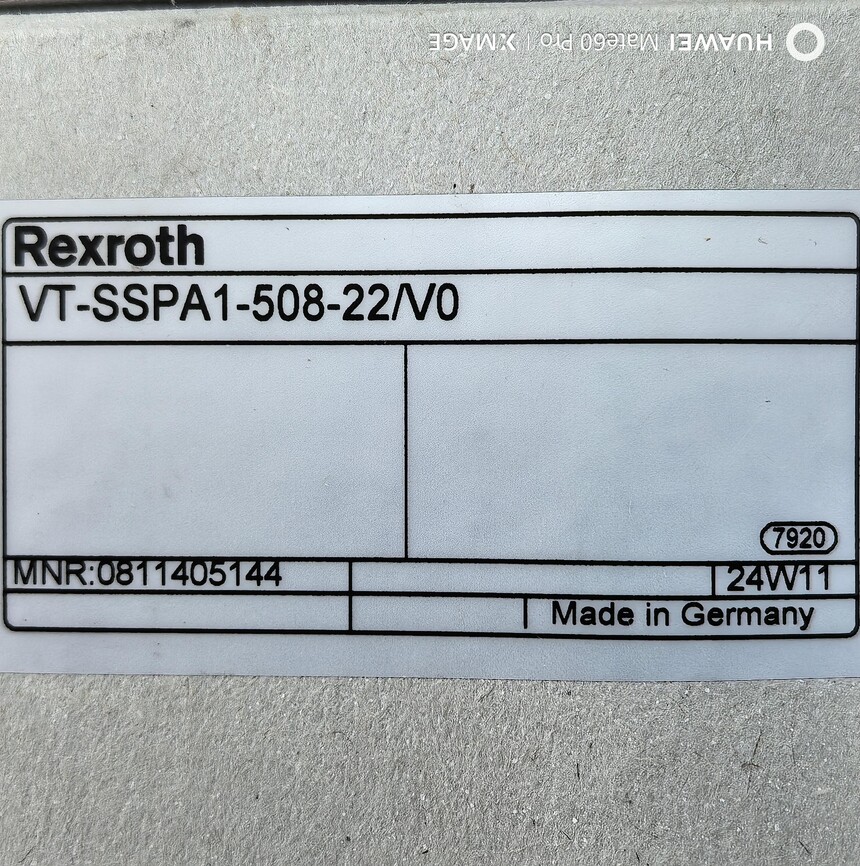 HUAWEI Mate60 Pro | XMAGE
Rexroth
VT-SSPA1-508-22/V0
7920
MNR:0811405144
24W11
Made in Germany